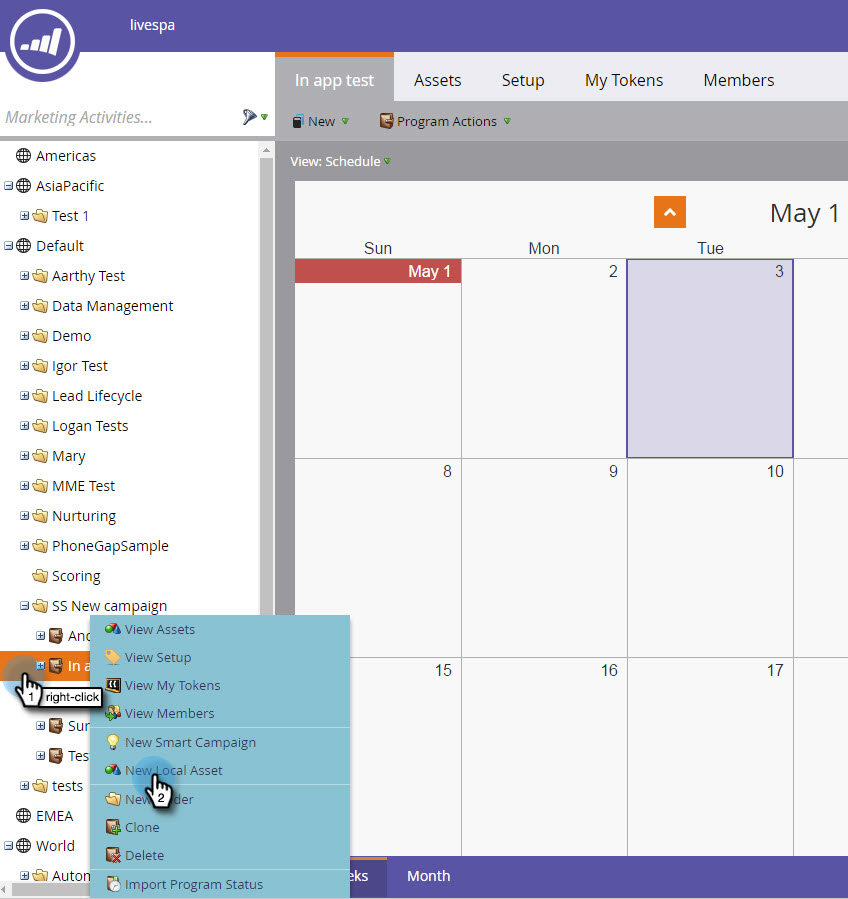 livespa
In app test
Assets
Setup
My Tokens
Members
Marketing Activities...
New
Program Actions
View: Schedule
Americas
AsiaPacific
Test 1
Default
Aarthy Test
Data Management
Demo
Igor Test
Lead Lifecycle
Logan Tests
Mary
MME Test
Nurturing
PhoneGapSample
Scoring
SS New campaign
And
In a
Sur
Tes
tests
EMEA
World
Autom
1 right-click
View Assets
View Setup
View My Tokens
View Members
New Smart Campaign
New Local Asset
2
New Folder
Clone
Delete
Import Program Status
May 1
Sun Mon Tue
May 1 2 3
8 9 10
15 16 17
eks
Month